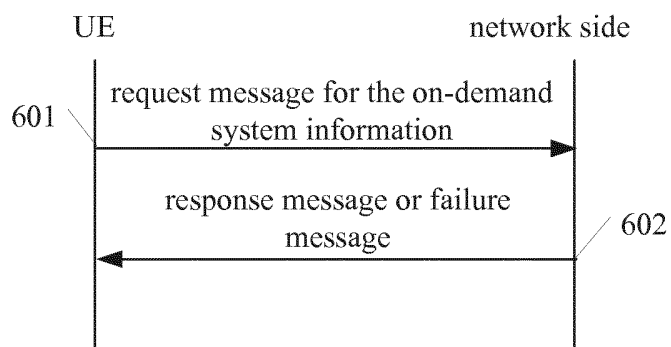 UE
network side
601
request message for the on-demand
system information
response message or failure
message
602